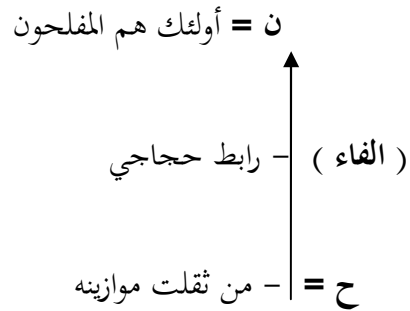 ن = أولئك هم المفلحون
( الفاء ) – رابط حجاجي
ح = – من ثقلت موازينه